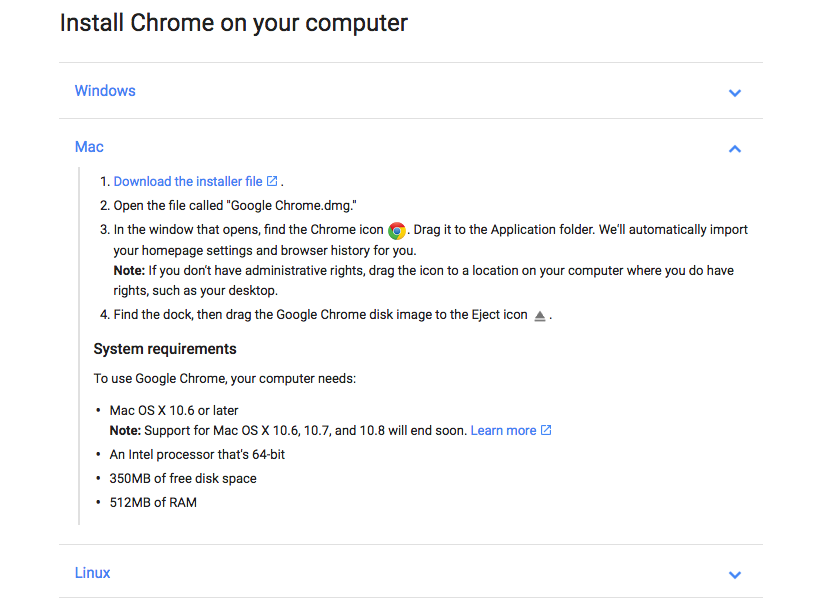 Install Chrome on your computer
Windows
Mac
1. Download the installer file .
2. Open the file called "Google Chrome.dmg."
3. In the window that opens, find the Chrome icon . Drag it to the Application folder. We'll automatically import
your homepage settings and browser history for you.
Note: If you don't have administrative rights, drag the icon to a location on your computer where you do have
rights, such as your desktop.
4. Find the dock, then drag the Google Chrome disk image to the Eject icon .
System requirements
To use Google Chrome, your computer needs:
• Mac OS X 10.6 or later
Note: Support for Mac OS X 10.6, 10.7, and 10.8 will end soon. Learn more
• An Intel processor that's 64-bit
• 350MB of free disk space
• 512MB of RAM
Linux